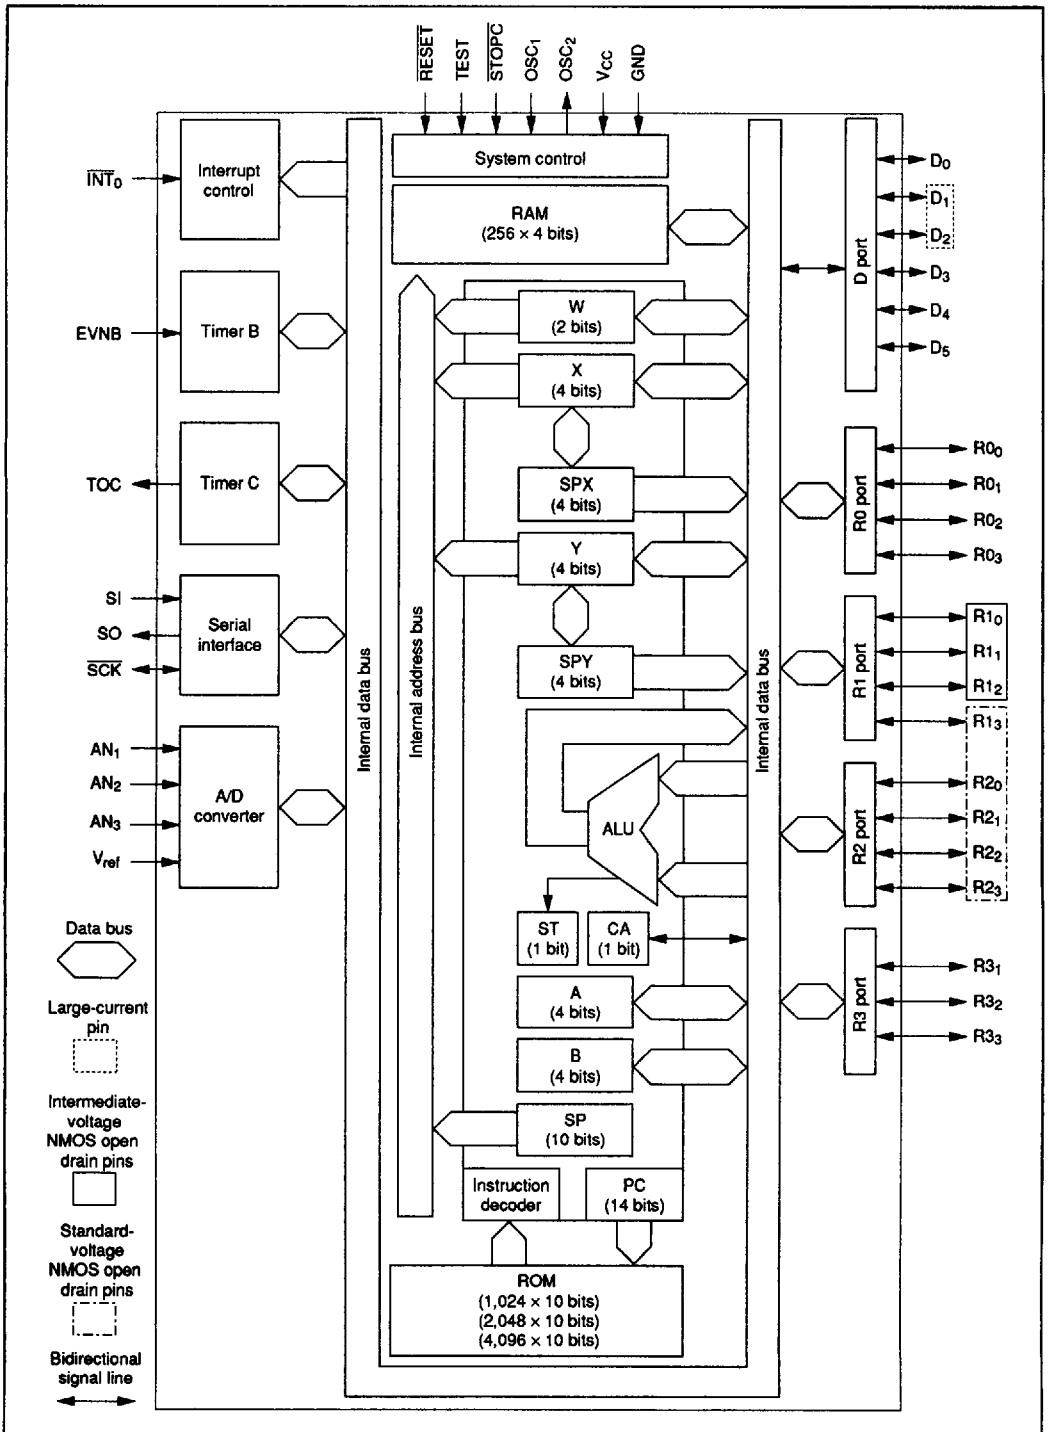 RESET
TEST
STOPC
OSC1
OSC2
VCC
GND
System control
RAM
(256 × 4 bits)
INT0
Interrupt
control
EVNB
Timer B
TOC
Timer C
SI
SO
SCK
Serial
interface
AN1
AN2
AN3
Vref
A/D
converter
Internal data bus
Internal address bus
W
(2 bits)
X
(4 bits)
SPX
(4 bits)
Y
(4 bits)
SPY
(4 bits)
ALU
ST
(1 bit)
CA
(1 bit)
A
(4 bits)
B
(4 bits)
SP
(10 bits)
Instruction
decoder
PC
(14 bits)
ROM
(1,024 × 10 bits)
(2,048 × 10 bits)
(4,096 × 10 bits)
Internal data bus
D port
D0
D1
D2
D3
D4
D5
R0 port
R00
R01
R02
R03
R1 port
R10
R11
R12
R13
R2 port
R20
R21
R22
R23
R3 port
R31
R32
R33
Data bus
Large-current
pin
Intermediate-
voltage
NMOS open
drain pins
Standard-
voltage
NMOS open
drain pins
Bidirectional
signal line